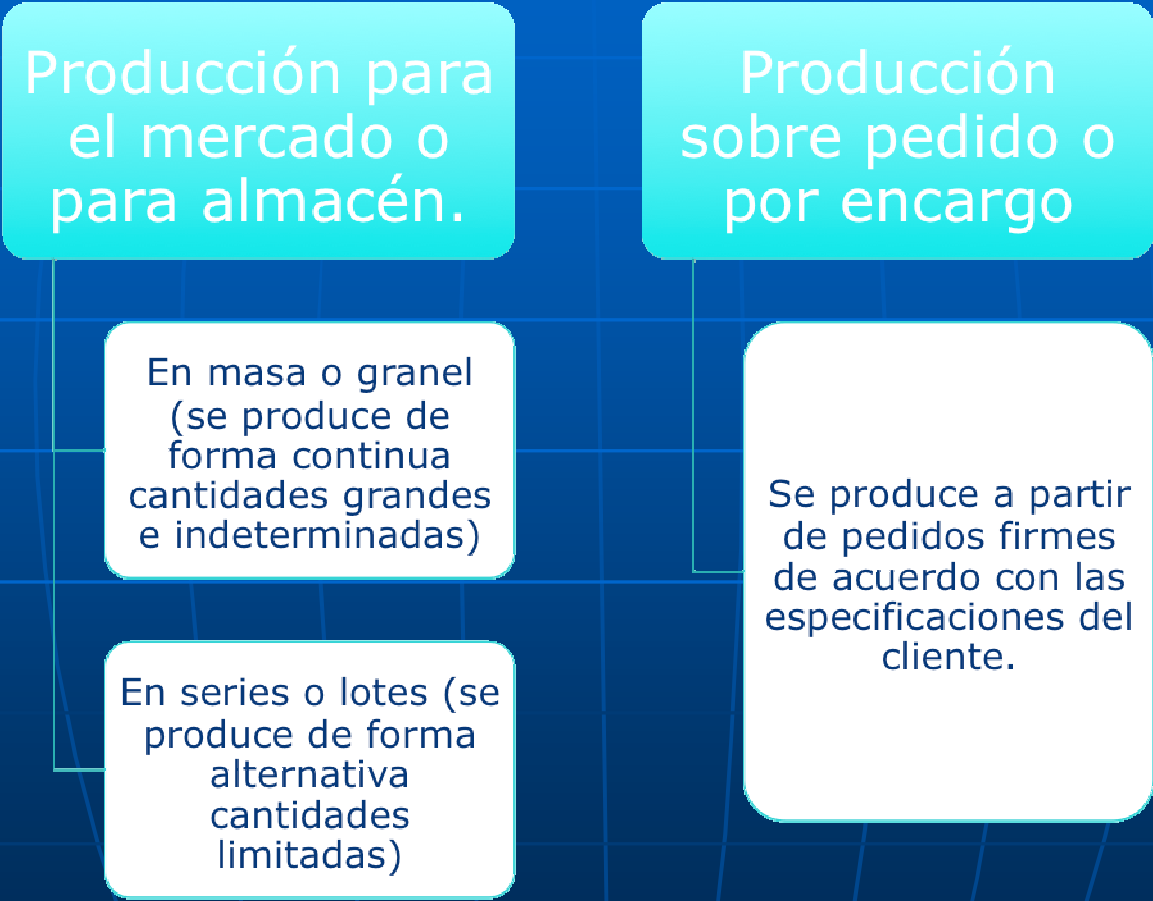 Producción para
el mercado o
para almacén.
En masa o granel
(se produce de
forma continua
cantidades grandes
e indeterminadas)
En series o lotes (se
produce de forma
alternativa
cantidades
limitadas)
Producción
sobre pedido o
por encargo
Se produce a partir
de pedidos firmes
de acuerdo con las
especificaciones del
cliente.